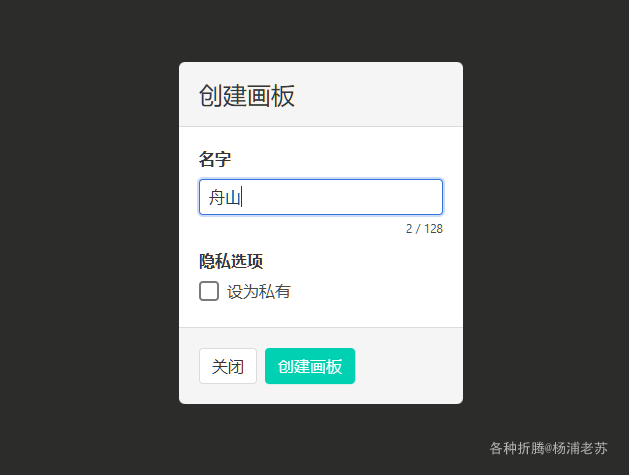 创建画板
名字
舟山
2 / 128
隐私选项
设为私有
关闭 创建画板
各种折腾@杨浦老苏